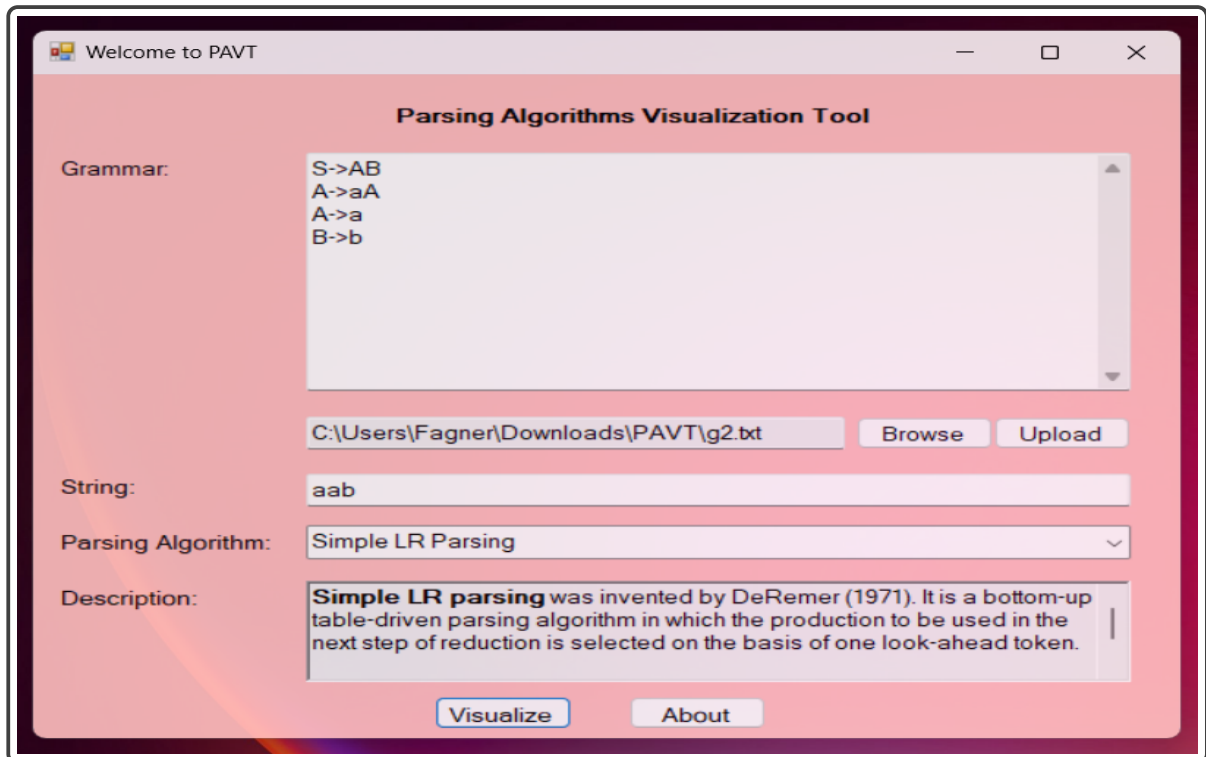 Welcome to PAVT
Parsing Algorithms Visualization Tool
Grammar:
S->AB
A->aA
A->a
B->b
C:\Users\Fagner\Downloads\PAVT\g2.txt
Browse
Upload
String:
aab
Parsing Algorithm:
Simple LR Parsing
Description:
Simple LR parsing was invented by DeRemer (1971). It is a bottom-up
table-driven parsing algorithm in which the production to be used in the
next step of reduction is selected on the basis of one look-ahead token.
Visualize
About